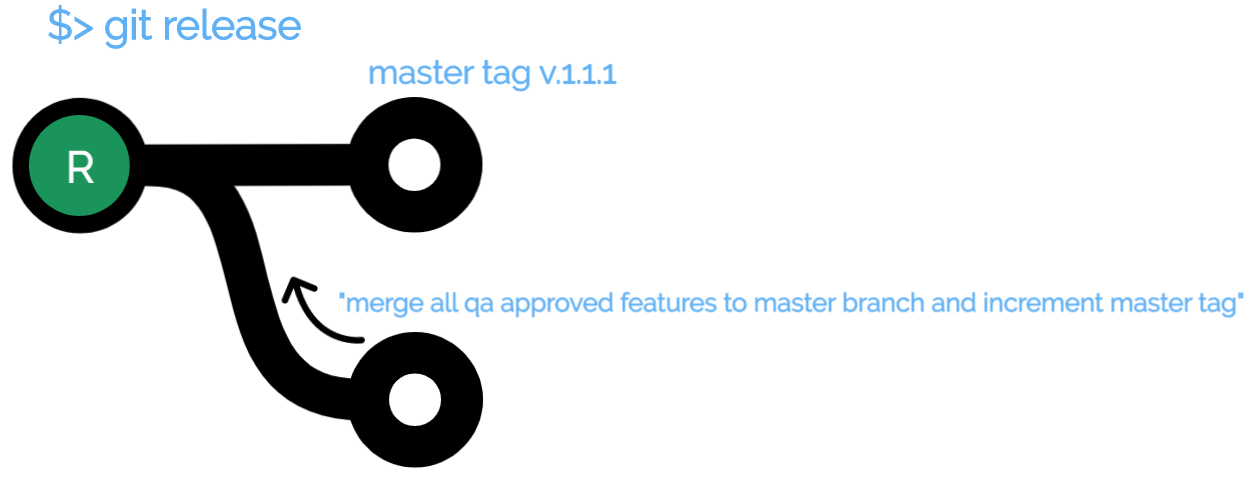 $> git release
master tag v.1.1.1
R
"merge all qa approved features to master branch and increment master tag"